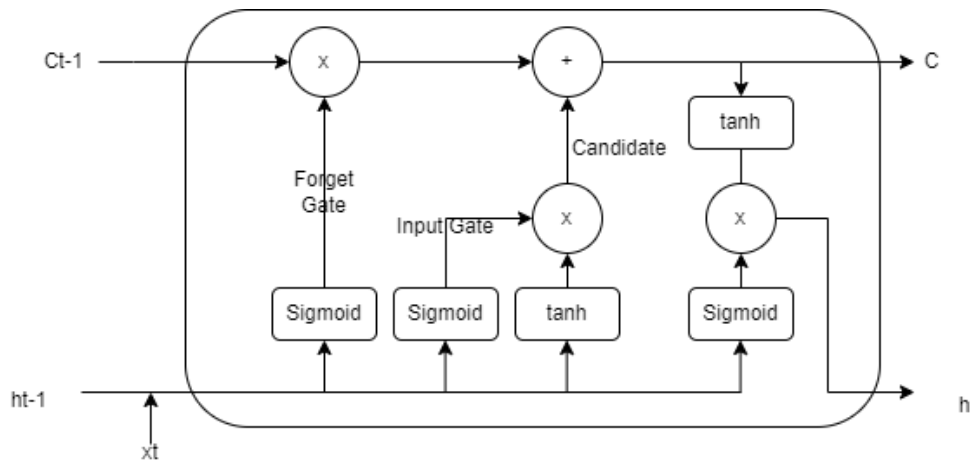 Ct-1
x
+
C
tanh
Candidate
Forget
Gate
Input Gate
x
x
Sigmoid
Sigmoid
tanh
Sigmoid
ht-1
h
xt